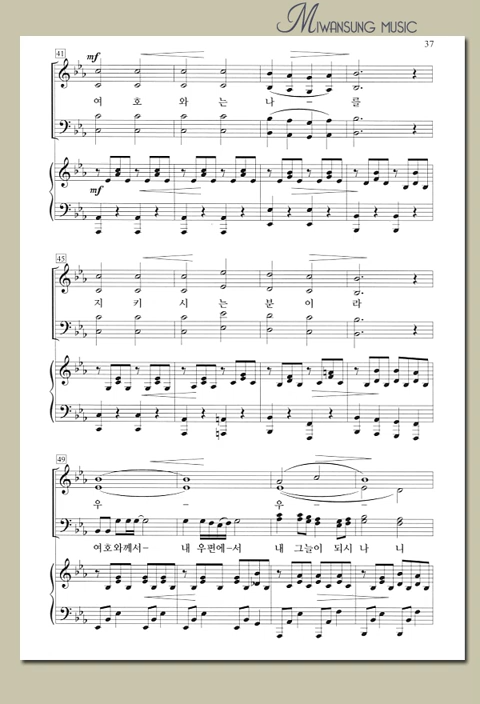 MIWANSUNG MUSIC
37
41
mf
여 호 와 는 나 - 를
mf
45
지 키 시 는 분 이 라
49
우 - 우 -
여호와께서- 내 우편에-서 내 그늘이 되시 나 니